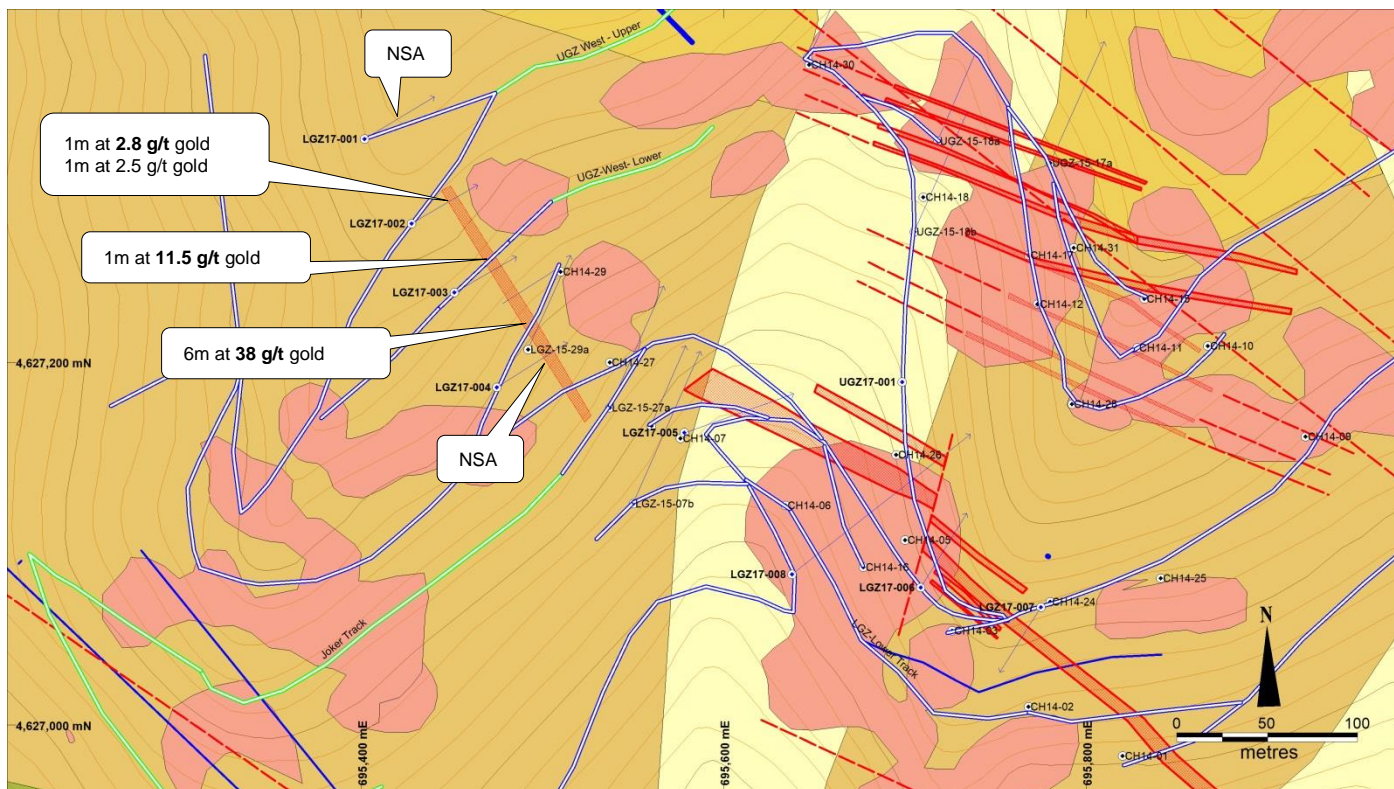 UGZ West - Upper
NSA
CH14-30
LGZ17-001
1m at 2.8 g/t gold
1m at 2.5 g/t gold
UGZ-15-18a
UGZ-15-17a
UGZ-West- Lower
CH14-18
LGZ17-002
UGZ-15-18b
CH14-31
CH14-17
1m at 11.5 g/t gold
CH14-29
LGZ17-003
CH14-15
CH14-12
6m at 38 g/t gold
LGZ-15-29a
CH14-11
CH14-10
4,627,200 mN
CH14-27
LGZ17-004
UGZ17-001
LGZ-15-27a
CH14-28
LGZ17-005
CH14-07
CH14-09
NSA
CH14-26
LGZ-15-07b
CH14-06
CH14-05
CH14-16
LGZ17-008
LGZ17-006
CH14-25
LGZ17-007
CH14-24
CH14-03
Joker Track
LGZ-Lower Track
N
CH14-02
4,627,000 mN
695,400 mE
695,600 mE
695,800 mE
0 50 100
metres
CH14-01